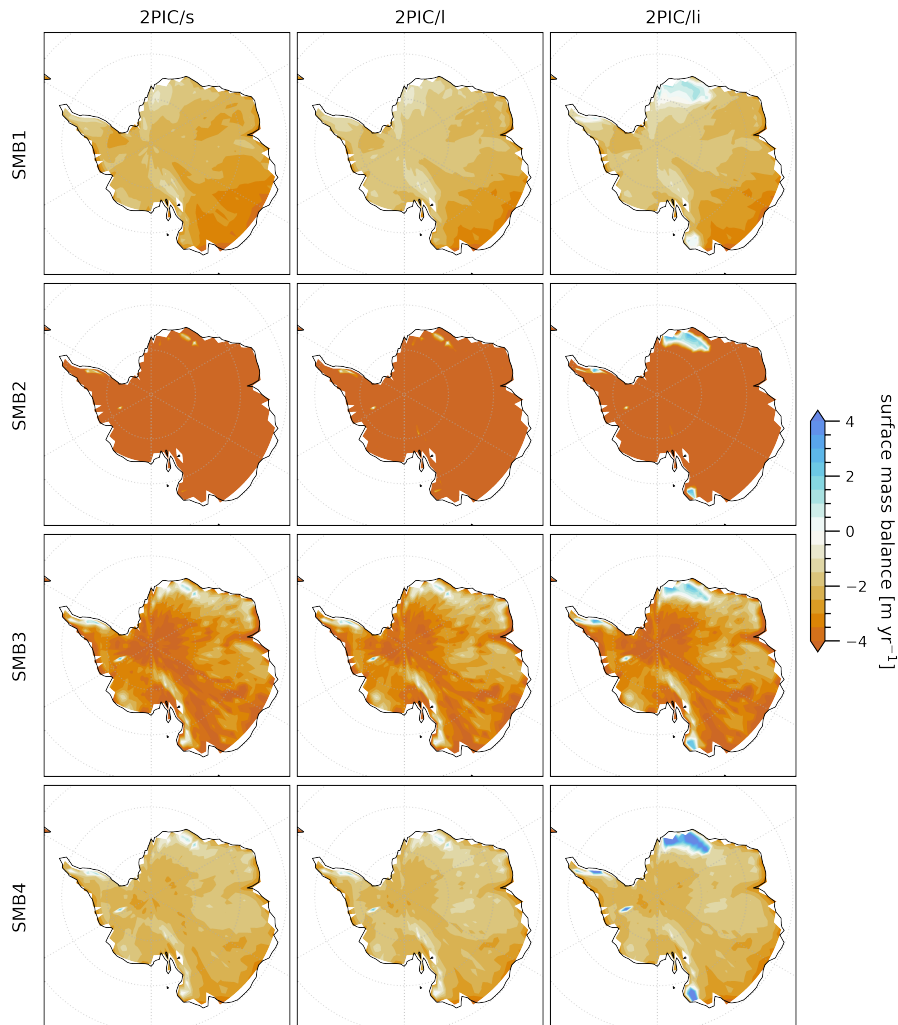 2PIC/s 2PIC/l 2PIC/li
SMB1
SMB2
SMB3
SMB4
4
2
0
−2
−4
surface mass balance [m yr⁻¹]